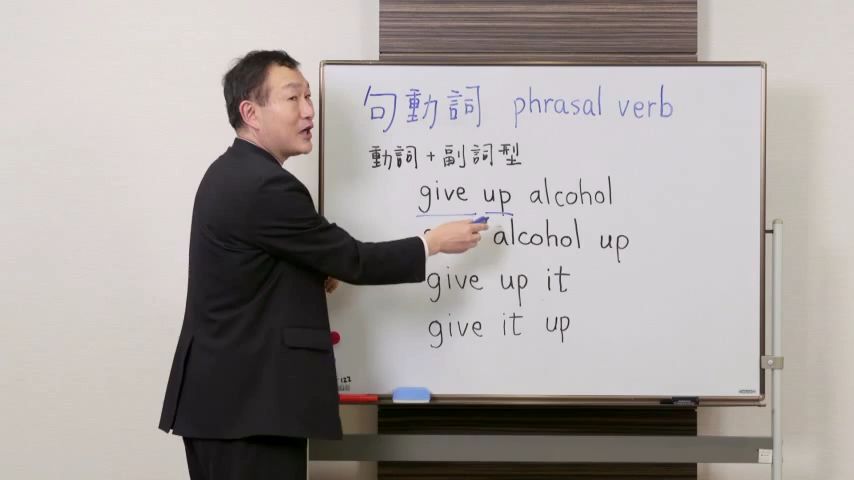 句動詞 phrasal verb
動詞+副詞型
give up alcohol
alcohol up
give up it
give it up